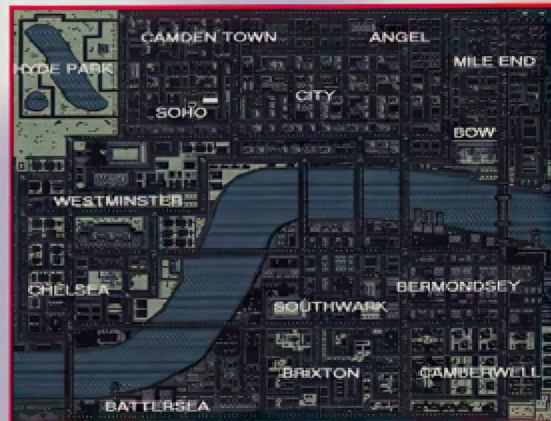 CAMDEN TOWN
ANGEL
HYDE PARK
MILE END
CITY
SOHO
BOW
WESTMINSTER
CHELSEA
BERMONDSEY
SOUTHWARK
BRIXTON
CAMBERWELL
BATTERSEA